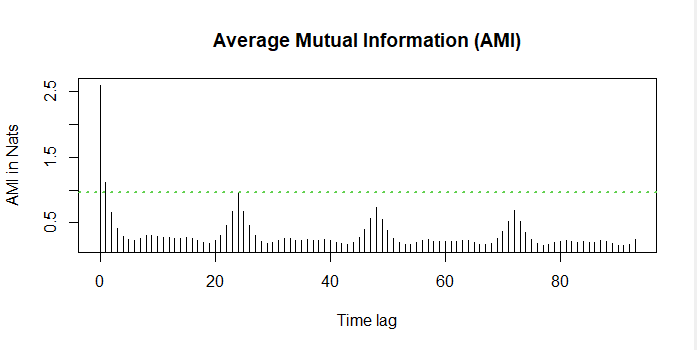 Average Mutual Information (AMI)
AMI in Nats
2.5
1.5
0.5
0 20 40 60 80
Time lag